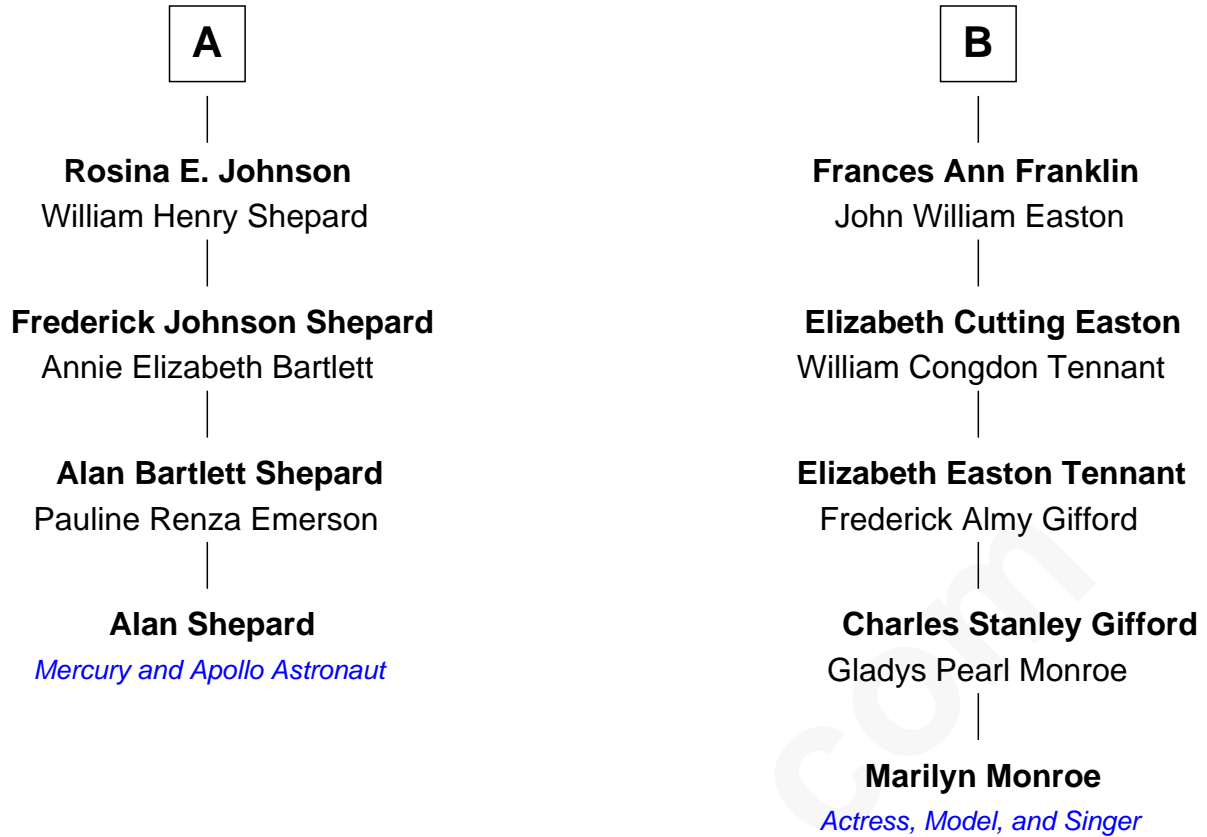 A
Rosina E. Johnson
William Henry Shepard
Frederick Johnson Shepard
Annie Elizabeth Bartlett
Alan Bartlett Shepard
Pauline Renza Emerson
Alan Shepard
Mercury and Apollo Astronaut
B
Frances Ann Franklin
John William Easton
Elizabeth Cutting Easton
William Congdon Tennant
Elizabeth Easton Tennant
Frederick Almy Gifford
Charles Stanley Gifford
Gladys Pearl Monroe
Marilyn Monroe
Actress, Model, and Singer
com